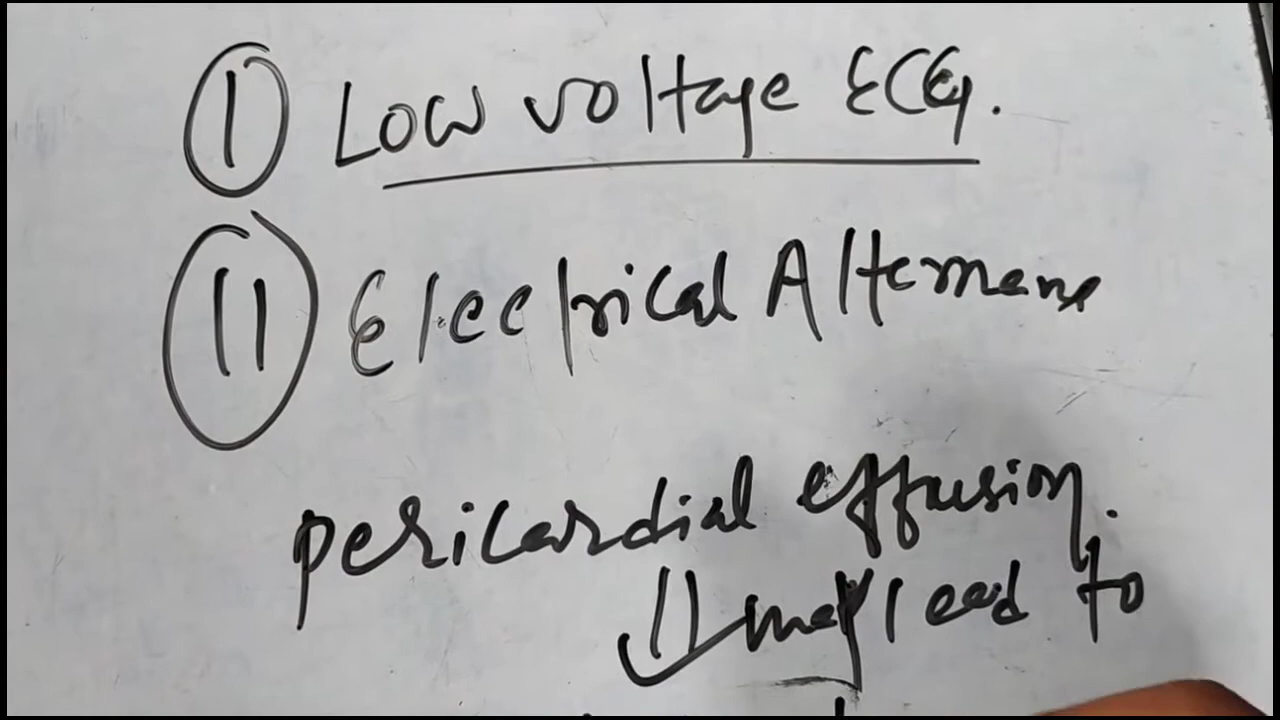 I Low voltage ECG.
II Electrical Alternans
pericardial effusion.
may lead to